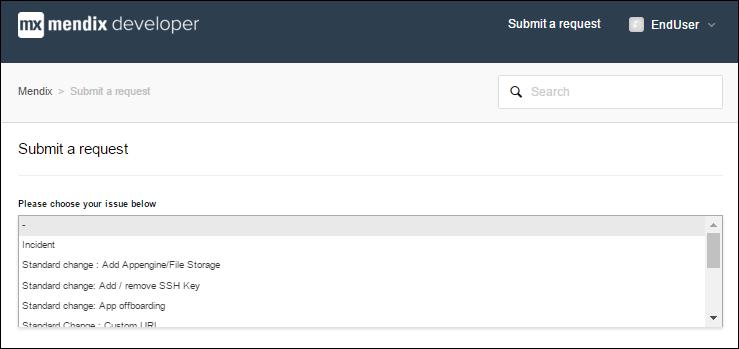 mx mendix developer
Submit a request
EndUser
Mendix > Submit a request
Search
Submit a request
Please choose your issue below
-
Incident
Standard change : Add Appengine/File Storage
Standard change: Add / remove SSH Key
Standard change: App offboarding
Standard Change : Custom URL